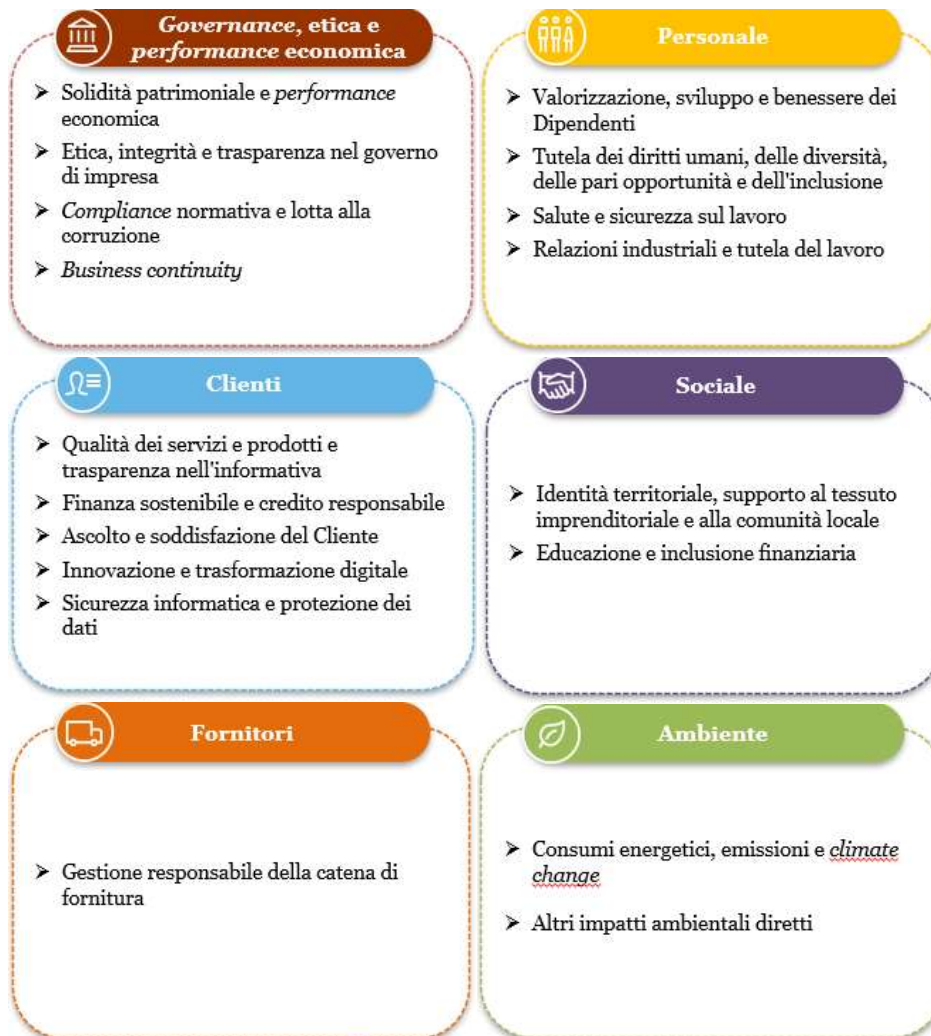 Governance, etica e
performance economica
➤ Solidità patrimoniale e performance
economica
➤ Etica, integrità e trasparenza nel governo
di impresa
➤ Compliance normativa e lotta alla
corruzione
➤ Business continuity
Personale
➤ Valorizzazione, sviluppo e benessere dei
Dipendenti
➤ Tutela dei diritti umani, delle diversità,
delle pari opportunità e dell'inclusione
➤ Salute e sicurezza sul lavoro
➤ Relazioni industriali e tutela del lavoro
Clienti
➤ Qualità dei servizi e prodotti e
trasparenza nell'informativa
➤ Finanza sostenibile e credito responsabile
➤ Ascolto e soddisfazione del Cliente
➤ Innovazione e trasformazione digitale
➤ Sicurezza informatica e protezione dei
dati
Sociale
➤ Identità territoriale, supporto al tessuto
imprenditoriale e alla comunità locale
➤ Educazione e inclusione finanziaria
Fornitori
➤ Gestione responsabile della catena di
fornitura
Ambiente
➤ Consumi energetici, emissioni e climate
change
➤ Altri impatti ambientali diretti